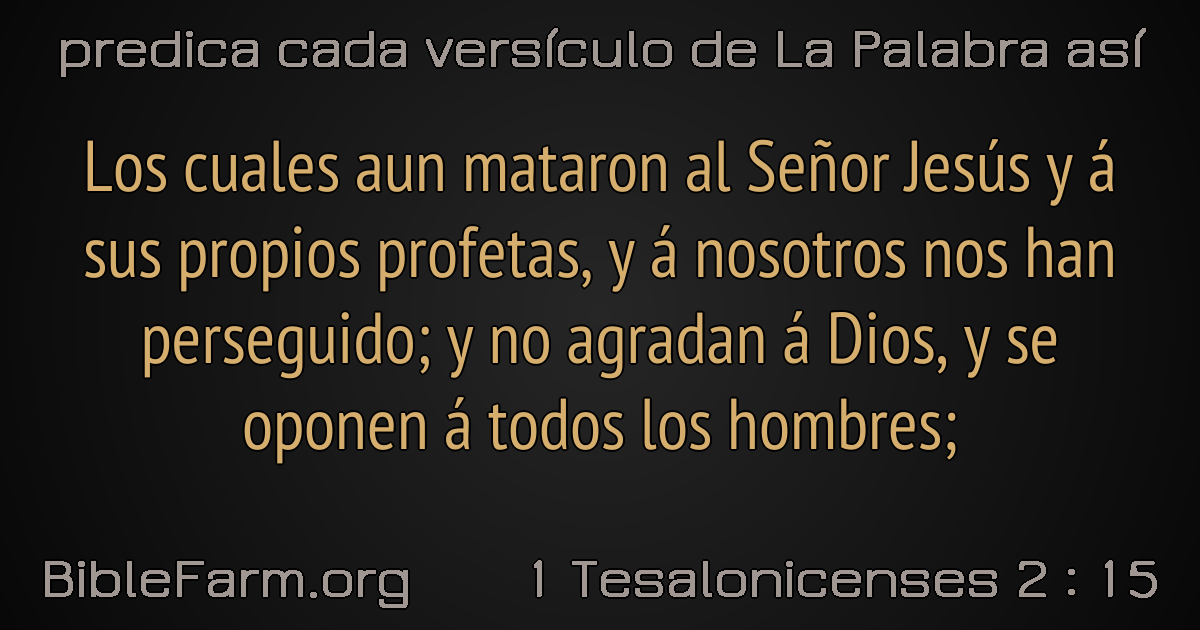 predica cada versículo de La Palabra así
Los cuales aun mataron al Señor Jesús y á
sus propios profetas, y á nosotros nos han
perseguido; y no agradan á Dios, y se
oponen á todos los hombres;
BibleFarm.org
1 Tesalonicenses 2 : 15